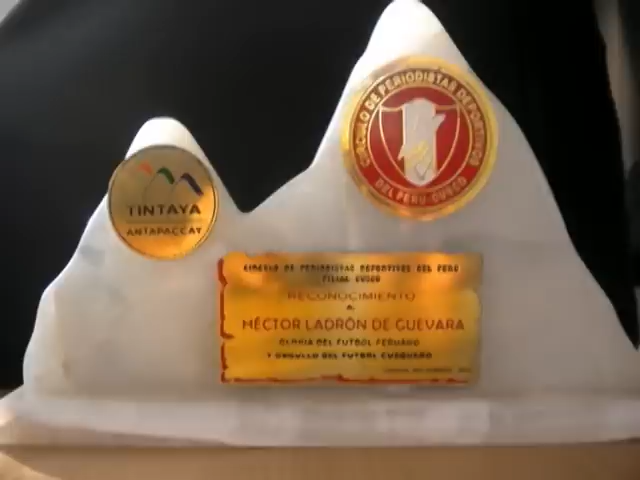 TINTAYA
ANTAPACCAY
CIRCULO DE PERIODISTAS DEPORTIVOS
DEL PERU-CUSCO
CIRCULO DE PERIODISTAS DEPORTIVOS DEL PERU
FILIAL CUSCO
RECONOCIMIENTO
A:
HÉCTOR LADRÓN DE GUEVARA
GLORIA DEL FUTBOL PERUANO
Y ORGULLO DEL FUTBOL CUSQUEÑO